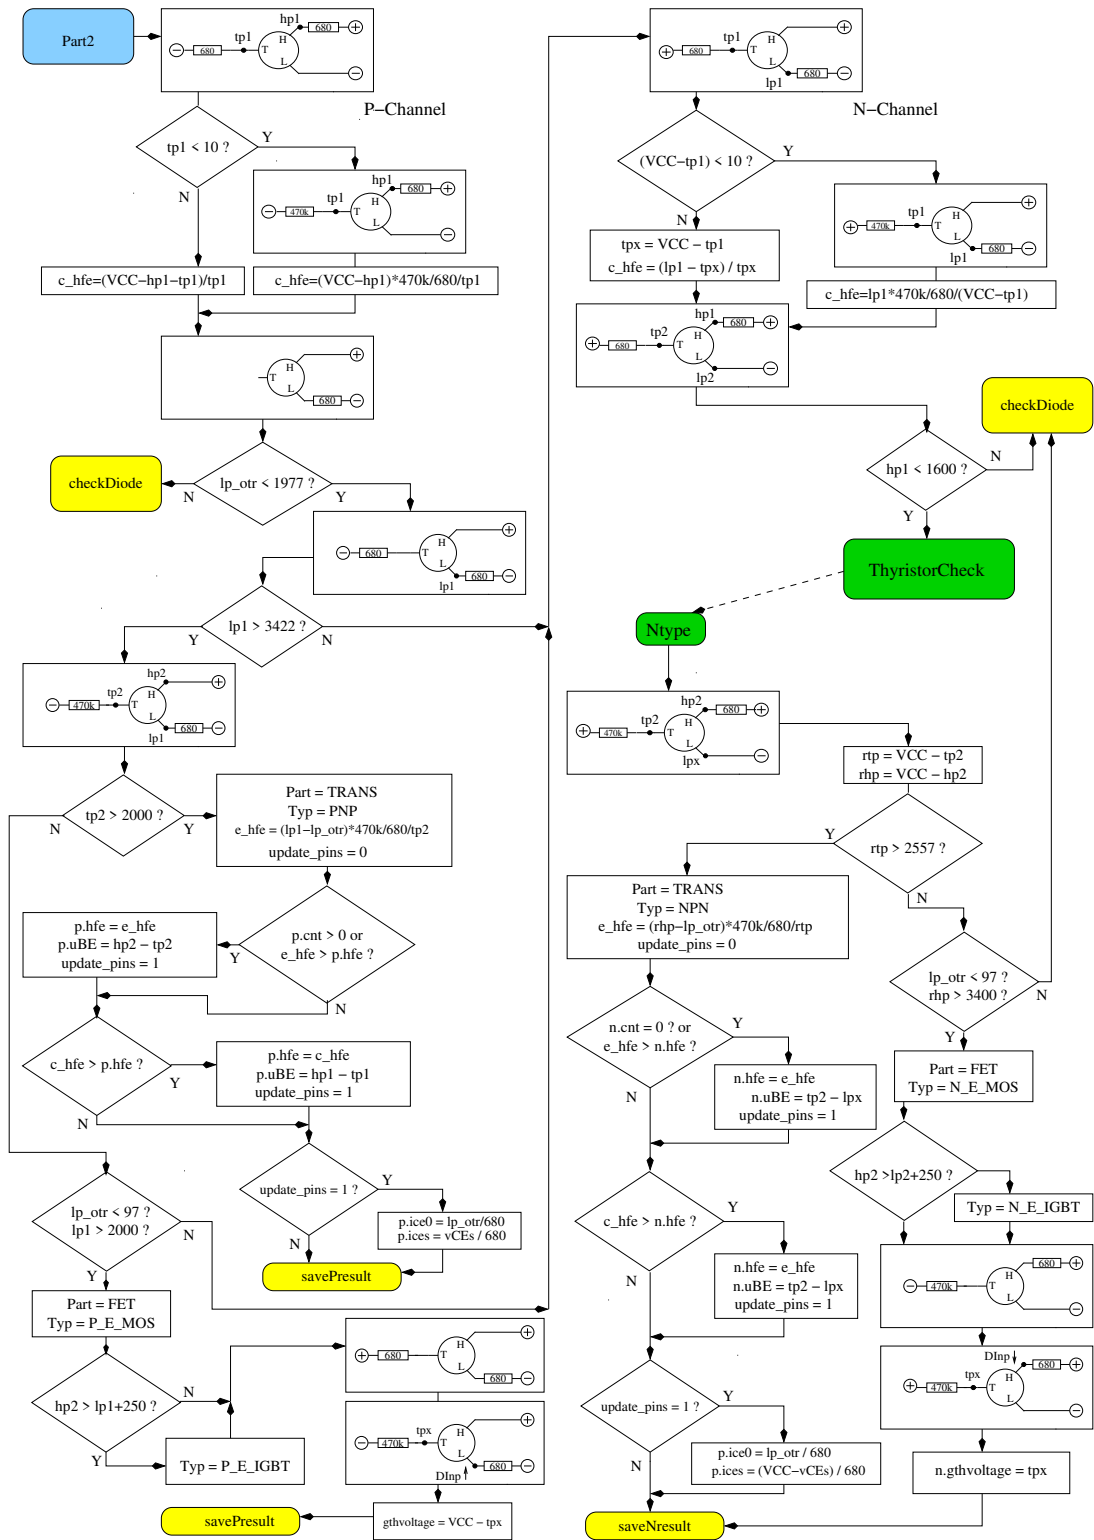 Part2
hp1
680
tp1
680
T
H
L
P-Channel
tp1 < 10 ?
Y
N
hp1
680
tp1
470k
T
H
L
c_hfe=(VCC-hp1-tp1)/tp1
c_hfe=(VCC-hp1)*470k/680/tp1
T
H
L
680
lp_otr < 1977 ?
N
Y
checkDiode
680
T
H
L
680
lp1
lp1 > 3422 ?
Y
N
hp2
tp2
470k
T
H
L
680
lp1
tp2 > 2000 ?
N
Y
Part = TRANS
Typ = PNP
e_hfe = (lp1-lp_otr)*470k/680/tp2
update_pins = 0
p.cnt > 0 or
e_hfe > p.hfe ?
Y
N
p.hfe = e_hfe
p.uBE = hp2 - tp2
update_pins = 1
c_hfe > p.hfe ?
Y
N
p.hfe = c_hfe
p.uBE = hp1 - tp1
update_pins = 1
update_pins = 1 ?
Y
N
p.ice0 = lp_otr/680
p.ices = vCEs / 680
savePresult
lp_otr < 97 ?
lp1 > 2000 ?
N
Y
Part = FET
Typ = P_E_MOS
hp2 > lp1+250 ?
N
Y
Typ = P_E_IGBT
680
T
H
L
680
tpx
470k
T
H
L
680
DInp
gthvoltage = VCC - tpx
savePresult
tp1
680
T
H
L
680
lp1
N-Channel
(VCC-tp1) < 10 ?
Y
N
tp1
470k
T
H
L
680
lp1
tpx = VCC - tp1
c_hfe = (lp1 - tpx) / tpx
c_hfe=lp1*470k/680/(VCC-tp1)
hp1
680
tp2
680
T
H
L
lp2
checkDiode
hp1 < 1600 ?
N
Y
ThyristorCheck
Ntype
hp2
680
tp2
470k
T
H
L
lpx
rtp = VCC - tp2
rhp = VCC - hp2
rtp > 2557 ?
Y
N
Part = TRANS
Typ = NPN
e_hfe = (rhp-lp_otr)*470k/680/rtp
update_pins = 0
lp_otr < 97 ?
rhp > 3400 ?
N
Y
n.cnt = 0 ? or
e_hfe > n.hfe ?
Y
N
n.hfe = e_hfe
n.uBE = tp2 - lpx
update_pins = 1
Part = FET
Typ = N_E_MOS
hp2 >lp2+250 ?
Y
N
Typ = N_E_IGBT
c_hfe > n.hfe ?
Y
N
n.hfe = e_hfe
n.uBE = tp2 - lpx
update_pins = 1
680
470k
T
H
L
DInp
680
tpx
470k
T
H
L
update_pins = 1 ?
Y
N
p.ice0 = lp_otr / 680
p.ices = (VCC-vCEs) / 680
n.gthvoltage = tpx
saveNresult